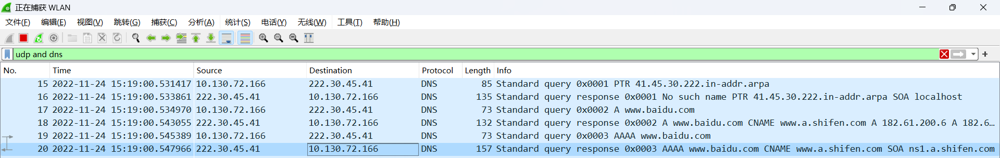 正在捕获 WLAN
文件(F) 编辑(E) 视图(V) 跳转(G) 捕获(C) 分析(A) 统计(S) 电话(Y) 无线(W) 工具(T) 帮助(H)
udp and dns
No. Time Source Destination Protocol Length Info
15 2022-11-24 15:19:00.531417 10.130.72.166 222.30.45.41 DNS 85 Standard query 0x0001 PTR 41.45.30.222.in-addr.arpa
16 2022-11-24 15:19:00.533861 222.30.45.41 10.130.72.166 DNS 135 Standard query response 0x0001 No such name PTR 41.45.30.222.in-addr.arpa SOA localhost
17 2022-11-24 15:19:00.534970 10.130.72.166 222.30.45.41 DNS 73 Standard query 0x0002 A www.baidu.com
18 2022-11-24 15:19:00.543055 222.30.45.41 10.130.72.166 DNS 132 Standard query response 0x0002 A www.baidu.com CNAME www.a.shifen.com A 182.61.200.6 A 182.6…
19 2022-11-24 15:19:00.545389 10.130.72.166 222.30.45.41 DNS 73 Standard query 0x0003 AAAA www.baidu.com
20 2022-11-24 15:19:00.547966 222.30.45.41 10.130.72.166 DNS 157 Standard query response 0x0003 AAAA www.baidu.com CNAME www.a.shifen.com SOA ns1.a.shifen.com